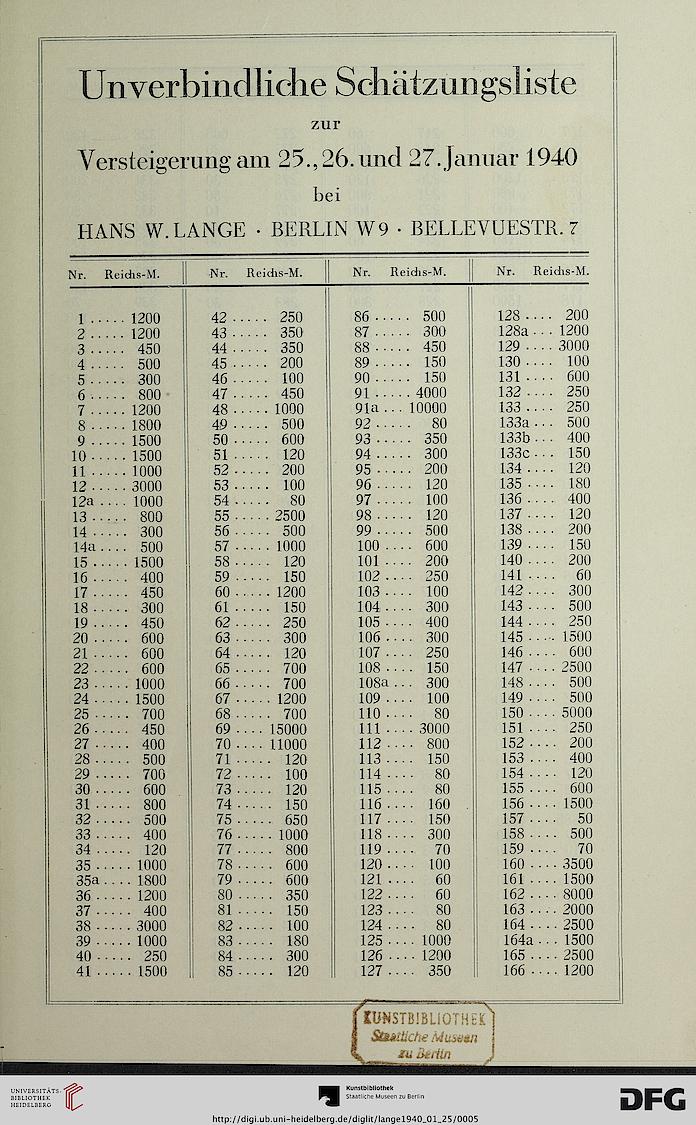 Unverbindliche Schätzungsliste
zur
Versteigerung am 25., 26. und 27. Januar 1940
bei
HANS W. LANGE · BERLIN W 9 · BELLEVUESTR. 7
Nr. Reichs-M.
1 ..... 1200
2 ..... 1200
3 ..... 450
4 ..... 500
5 ..... 300
6 ..... 800
7 ..... 1200
8 ..... 1800
9 ..... 1500
10 ..... 1500
11 ..... 1000
12 ..... 3000
12a .... 1000
13 ..... 800
14 ..... 300
14a .... 500
15 ..... 1500
16 ..... 400
17 ..... 450
18 ..... 300
19 ..... 450
20 ..... 600
21 ..... 600
22 ..... 600
23 ..... 1000
24 ..... 1500
25 ..... 700
26 ..... 450
27 ..... 400
28 ..... 500
29 ..... 700
30 ..... 600
31 ..... 800
32 ..... 500
33 ..... 400
34 ..... 120
35 ..... 1000
35a .... 1800
36 ..... 1200
37 ..... 400
38 ..... 3000
39 ..... 1000
40 ..... 250
41 ..... 1500
Nr. Reichs-M.
42 ..... 250
43 ..... 350
44 ..... 350
45 ..... 200
46 ..... 100
47 ..... 450
48 ..... 1000
49 ..... 500
50 ..... 600
51 ..... 120
52 ..... 200
53 ..... 100
54 ..... 80
55 ..... 2500
56 ..... 500
57 ..... 1000
58 ..... 120
59 ..... 150
60 ..... 1200
61 ..... 150
62 ..... 250
63 ..... 300
64 ..... 120
65 ..... 700
66 ..... 700
67 ..... 1200
68 ..... 700
69 .... 15000
70 .... 11000
71 ..... 120
72 ..... 100
73 ..... 120
74 ..... 150
75 ..... 650
76 ..... 1000
77 ..... 800
78 ..... 600
79 ..... 600
80 ..... 350
81 ..... 150
82 ..... 100
83 ..... 180
84 ..... 300
85 ..... 120
Nr. Reichs-M.
86 ..... 500
87 ..... 300
88 ..... 450
89 ..... 150
90 ..... 150
91 ..... 4000
91a ... 10000
92 ..... 80
93 ..... 350
94 ..... 300
95 ..... 200
96 ..... 120
97 ..... 100
98 ..... 120
99 ..... 500
100 .... 600
101 .... 200
102 .... 250
103 .... 100
104 .... 300
105 .... 400
106 .... 300
107 .... 250
108 .... 150
108a ... 300
109 .... 100
110 .... 80
111 .... 3000
112 .... 800
113 .... 150
114 .... 80
115 .... 80
116 .... 160
117 .... 150
118 .... 300
119 .... 70
120 .... 100
121 .... 60
122 .... 60
123 .... 80
124 .... 80
125 .... 1000
126 .... 1200
127 .... 350
Nr. Reichs-M.
128 .... 200
128a ... 1200
129 .... 3000
130 .... 100
131 .... 600
132 .... 250
133 .... 250
133a ... 500
133b ... 400
133c ... 150
134 .... 120
135 .... 180
136 .... 400
137 .... 120
138 .... 200
139 .... 150
140 .... 200
141 .... 60
142 .... 300
143 .... 500
144 .... 250
145 .... 1500
146 .... 600
147 .... 2500
148 .... 500
149 .... 500
150 .... 5000
151 .... 250
152 .... 200
153 .... 400
154 .... 120
155 .... 600
156 .... 1500
157 .... 50
158 .... 500
159 .... 70
160 .... 3500
161 .... 1500
162 .... 8000
163 .... 2000
164 .... 2500
164a ... 1500
165 .... 2500
166 .... 1200
KUNSTBIBLIOTHEK
Staatliche Museen
zu Berlin
UNIVERSITÄTS-
BIBLIOTHEK
HEIDELBERG
Kunstbibliothek
Staatliche Museen zu Berlin
DFG
http://digi.ub.uni-heidelberg.de/diglit/lange1940_01_25/0005